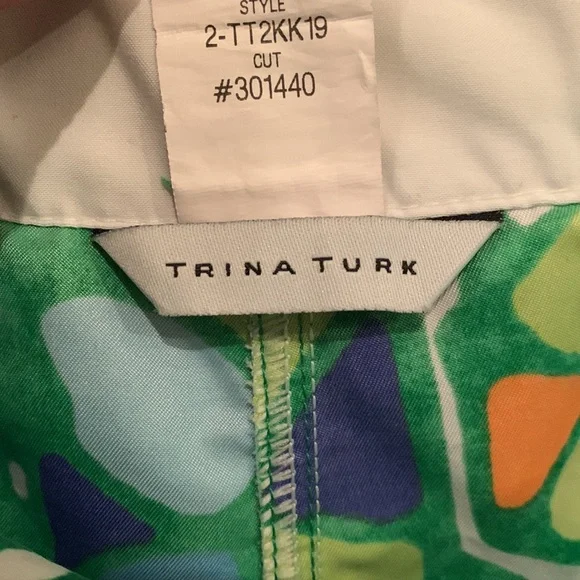 STYLE
2-TT2KK19
CUT
#301440
TRINA TURK